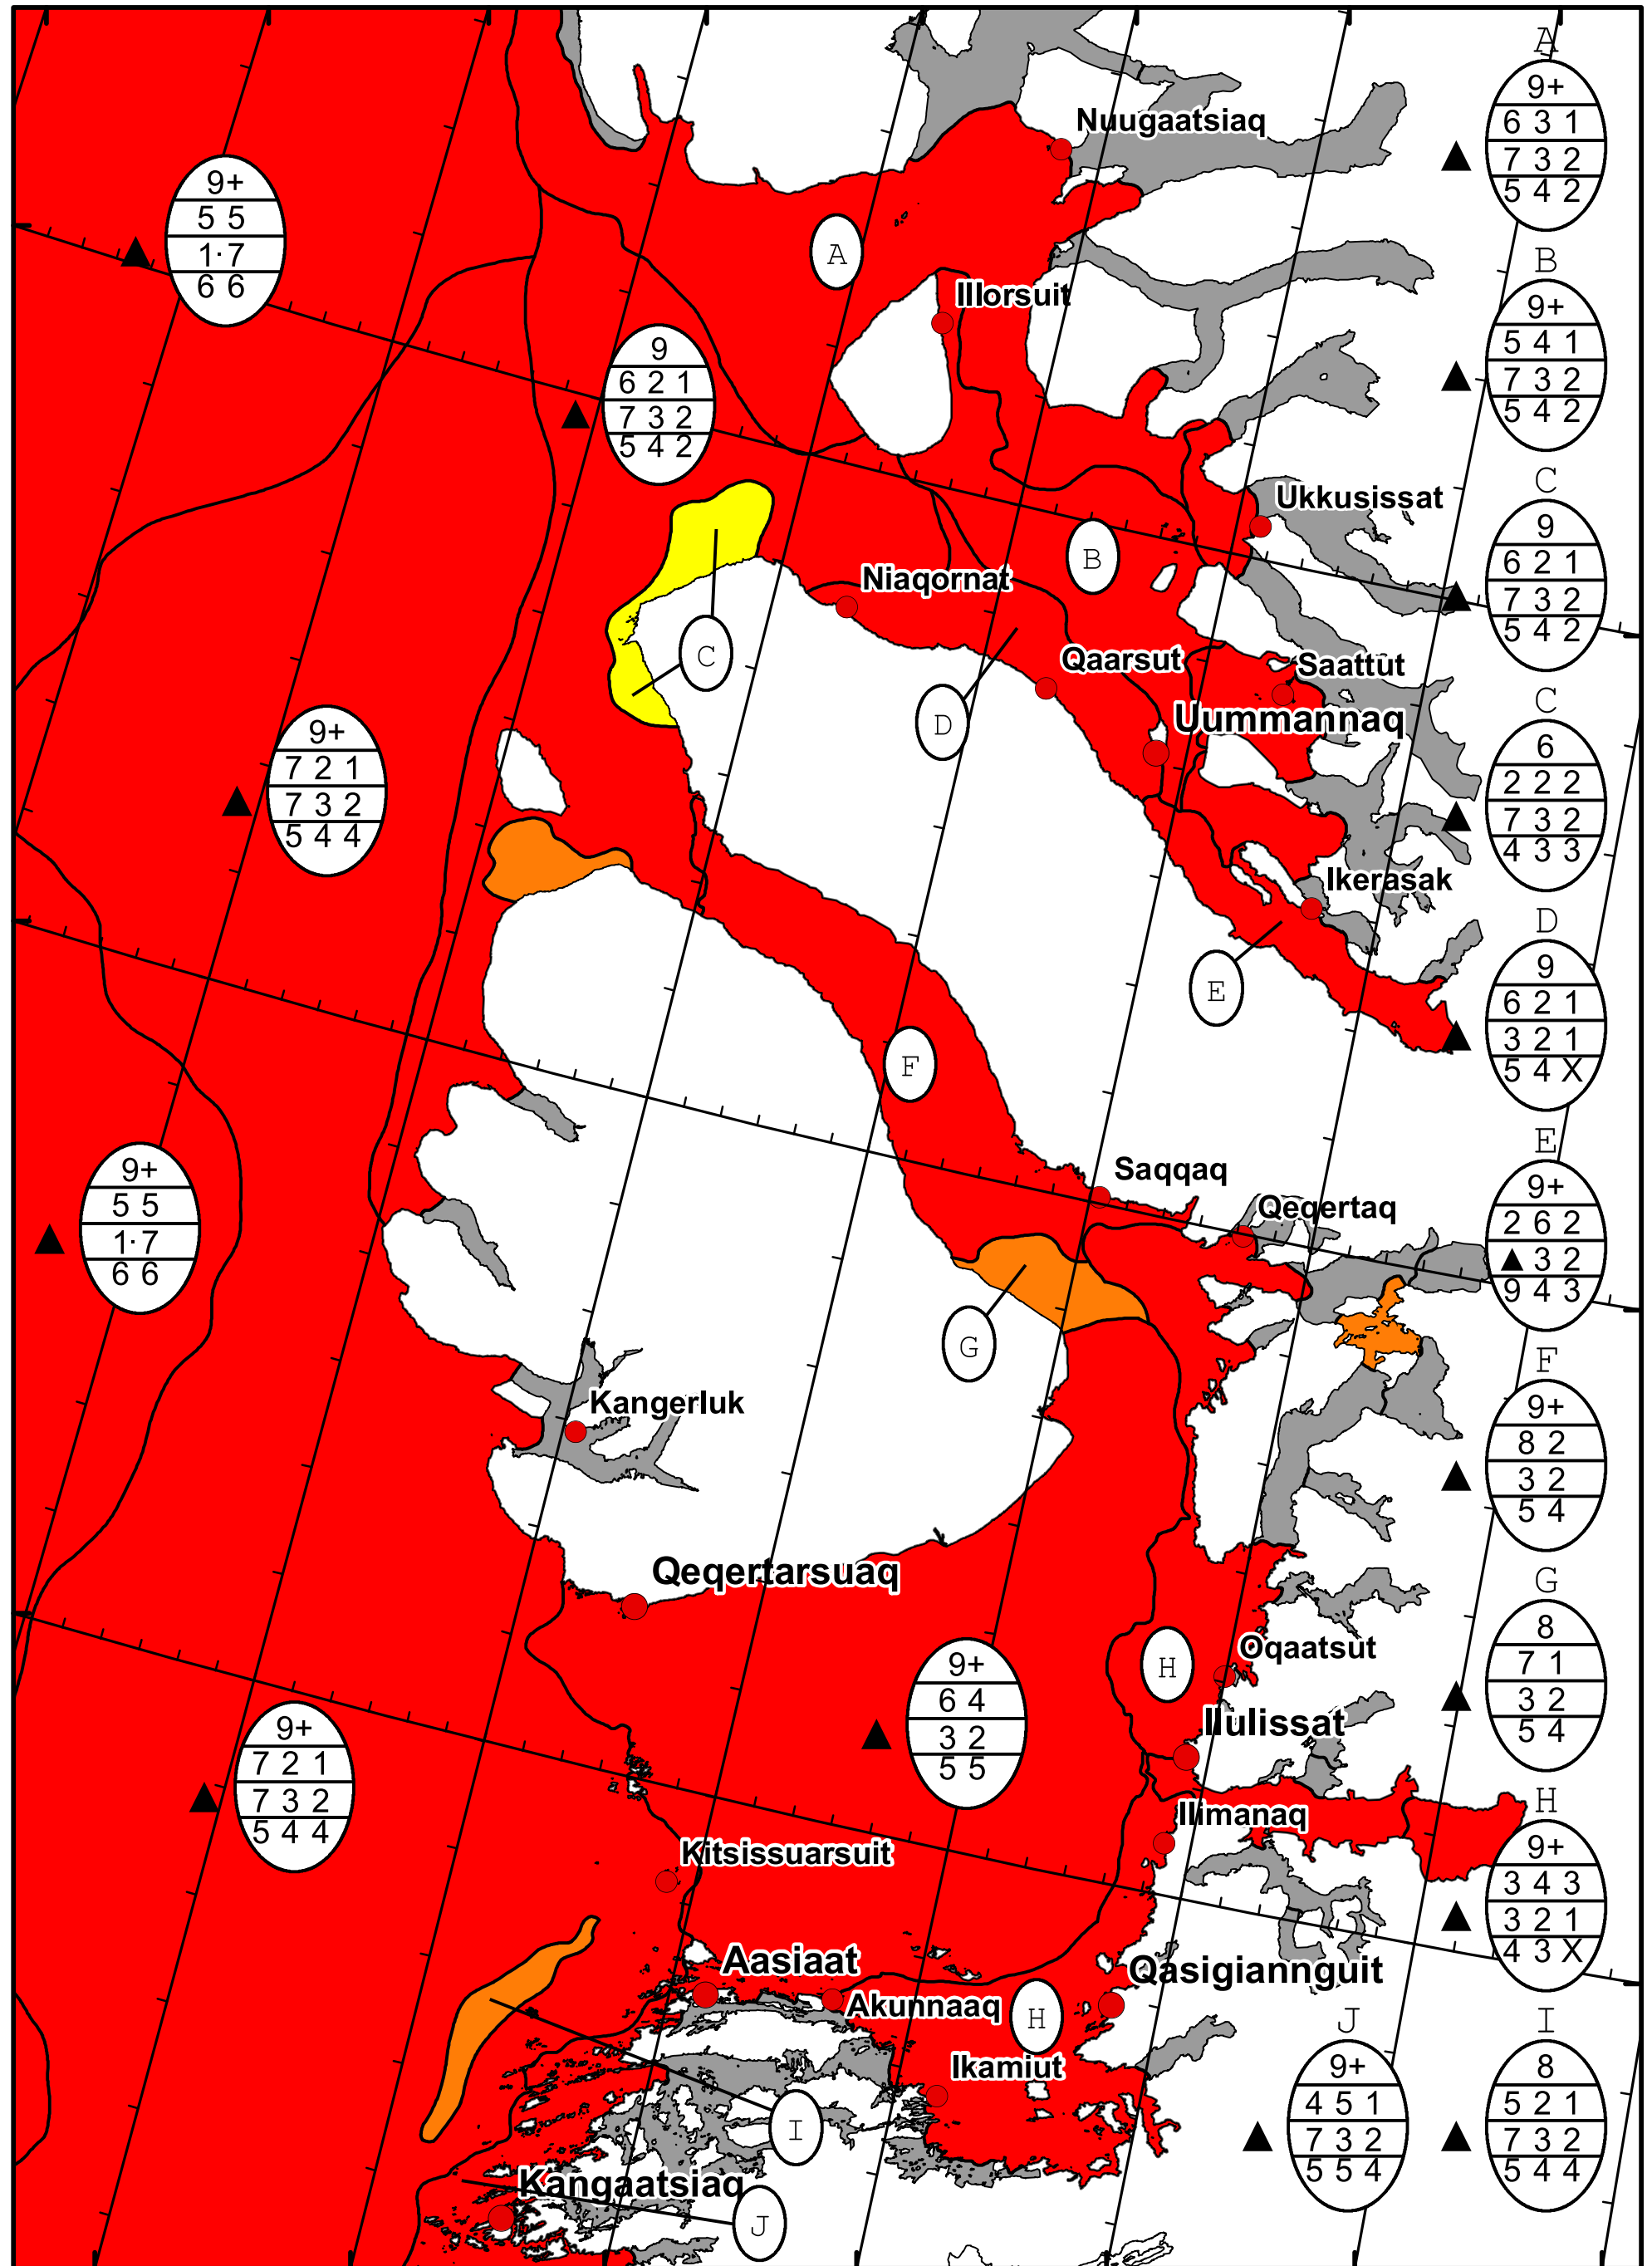 Nuugaatsiaq
Illorsuit
Ukkusissat
Niaqornat
Qaarsut
Saattut
Uummannaq
Ikerasak
Saqqaq
Qeqertaq
Kangerluk
Qeqertarsuaq
Oqaatsut
Ilulissat
Ilimanaq
Kitsissuarsuit
Aasiaat
Akunnaaq
Qasigiannguit
Ikamiut
Kangaatsiaq
A
B
C
D
E
F
G
H
H
I
J
9+
5 5
1· 7
6 6
9
6 2 1
7 3 2
5 4 2
9+
7 2 1
7 3 2
5 4 4
9+
5 5
1· 7
6 6
9+
7 2 1
7 3 2
5 4 4
9+
6 4
3 2
5 5
A
9+
6 3 1
7 3 2
5 4 2
B
9+
5 4 1
7 3 2
5 4 2
C
9
6 2 1
7 3 2
5 4 2
C
6
2 2 2
7 3 2
4 3 3
D
9
6 2 1
3 2 1
5 4 X
E
9+
2 6 2
▲ 3 2
9 4 3
F
9+
8 2
3 2
5 4
G
8
7 1
3 2
5 4
H
9+
3 4 3
3 2 1
4 3 X
J
9+
4 5 1
7 3 2
5 5 4
I
8
5 2 1
7 3 2
5 4 4